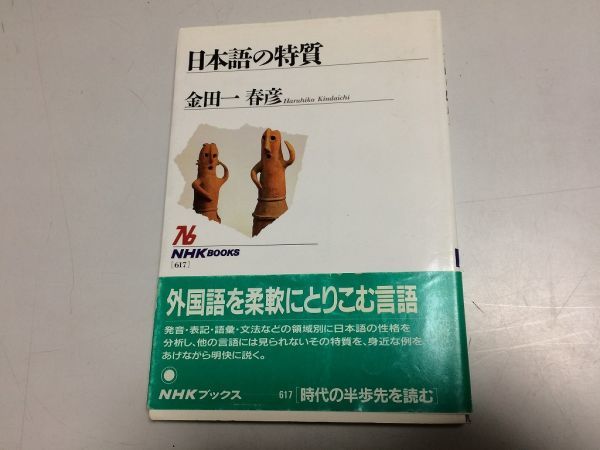 日本語の特質
金田一 春彦 Haruhiko Kindaichi
NHK BOOKS
[617]
外国語を柔軟にとりこむ言語
発音・表記・語彙・文法などの領域別に日本語の性格を
分析し、他の言語には見られないその特質を、身近な例を
あげながら明快に説く。
NHKブックス 617 [時代の半歩先を読む]